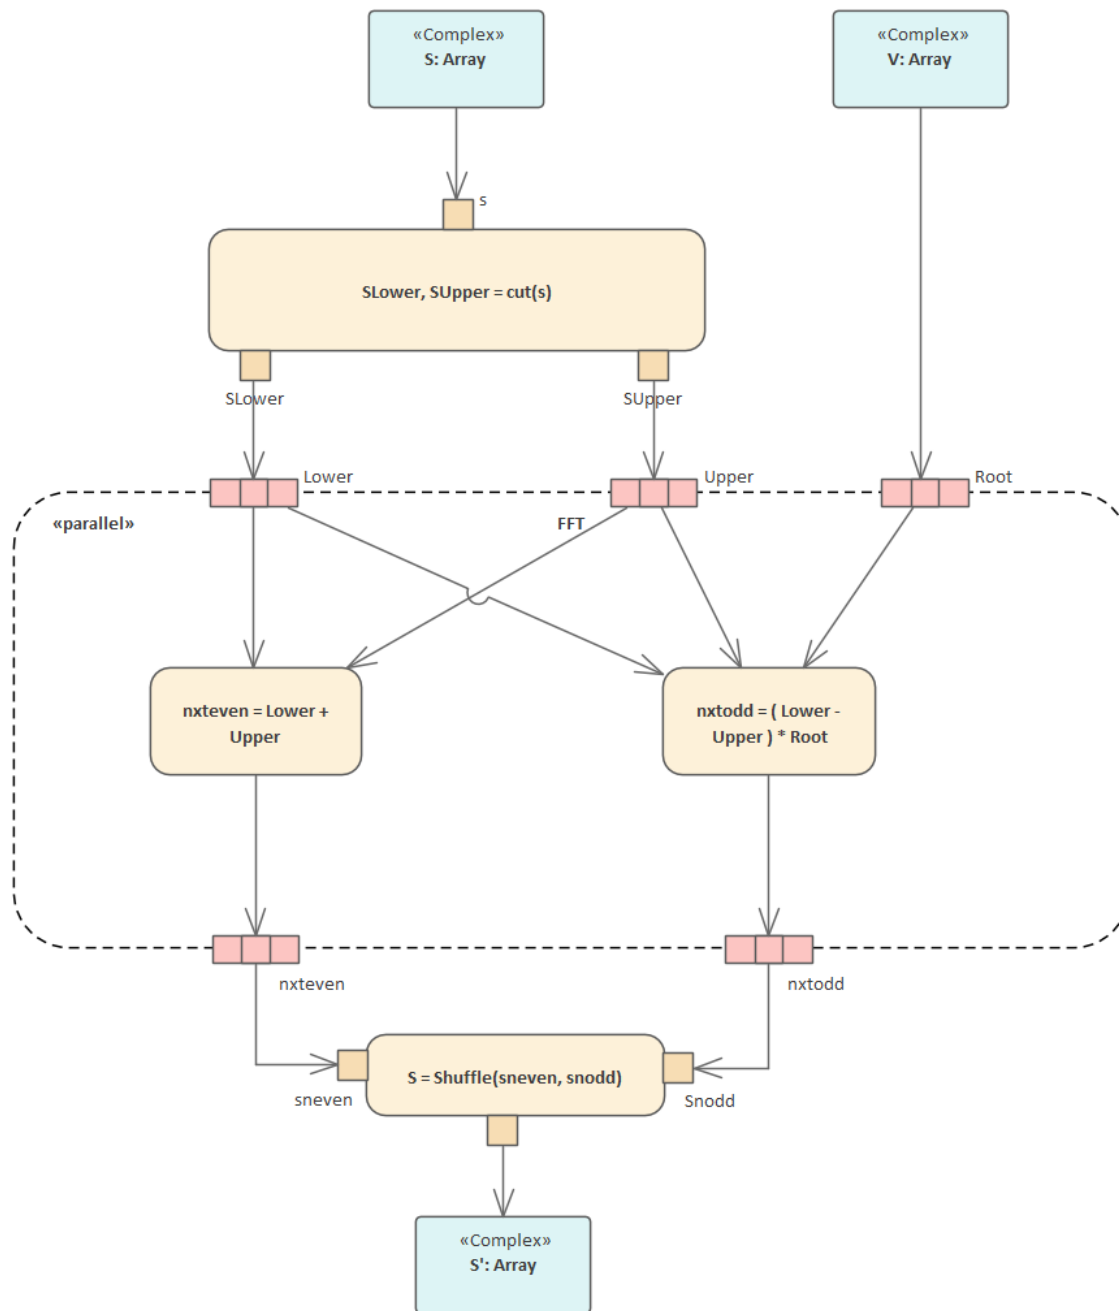 «Complex»
S: Array
«Complex»
V: Array
s
SLower, SUpper = cut(s)
SLower
SUpper
Lower
Upper
Root
«parallel»
FFT
nxteven = Lower +
Upper
nxtodd = ( Lower -
Upper ) * Root
nxteven
nxtodd
S = Shuffle(sneven, snodd)
sneven
Snodd
«Complex»
S': Array